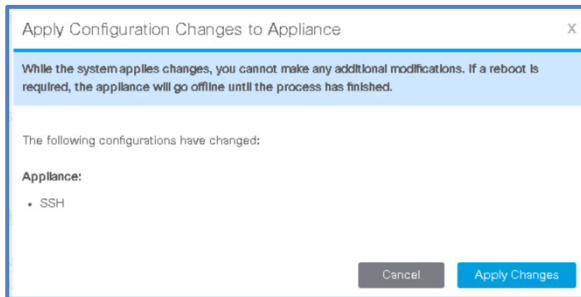 Apply Configuration Changes to Appliance X
While the system applies changes, you cannot make any additional modifications. If a reboot is
required, the appliance will go offline until the process has finished.
The following configurations have changed:
Appliance:
• SSH
Cancel Apply Changes